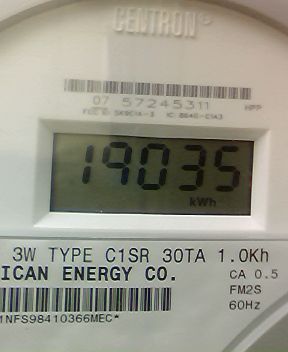 CENTRON®
07 57245311 HPP
19035
kWh
3W TYPE C1SR 30TA 1.0Kh
ICAN ENERGY CO. CA 0.5
FM2S
60Hz
1NFS98410366MEC*